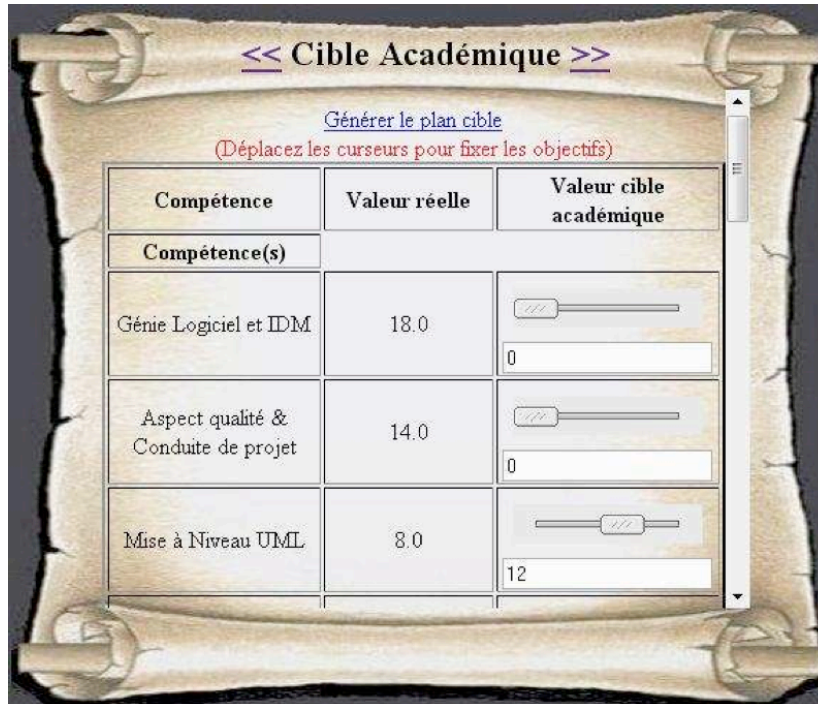 << Cible Académique >>
Générer le plan cible
(Déplacez les curseurs pour fixer les objectifs)
Compétence
Valeur réelle
Valeur cible
académique
Compétence(s)
Génie Logiciel et IDM
18.0
0
Aspect qualité &
Conduite de projet
14.0
0
Mise à Niveau UML
8.0
12